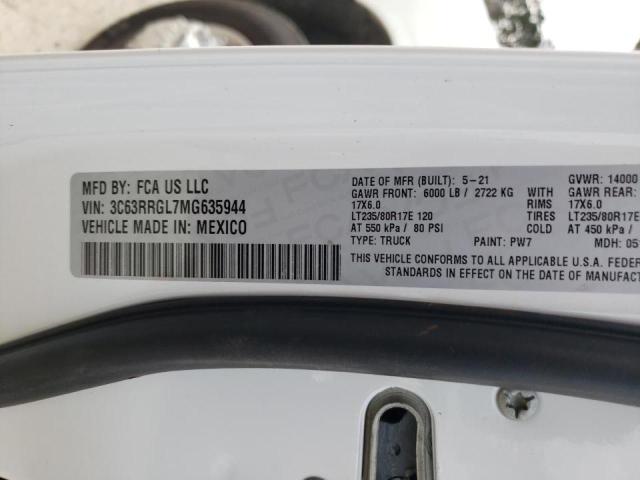 MFD BY: FCA US LLC
VIN: 3C63RRGL7MG635944
VEHICLE MADE IN: MEXICO
DATE OF MFR (BUILT): 5-21 GVWR: 14000
GAWR FRONT: 6000 LB / 2722 KG GAWR REAR:
17X6.0 RIMS 17X6.0
LT235/80R17E 120 TIRES LT235/80R17E
AT 550 kPa / 80 PSI COLD AT 450 kPa /
TYPE: TRUCK PAINT: PW7 MDH: 05
THIS VEHICLE CONFORMS TO ALL APPLICABLE U.S.A. FEDER
STANDARDS IN EFFECT ON THE DATE OF MANUFACT